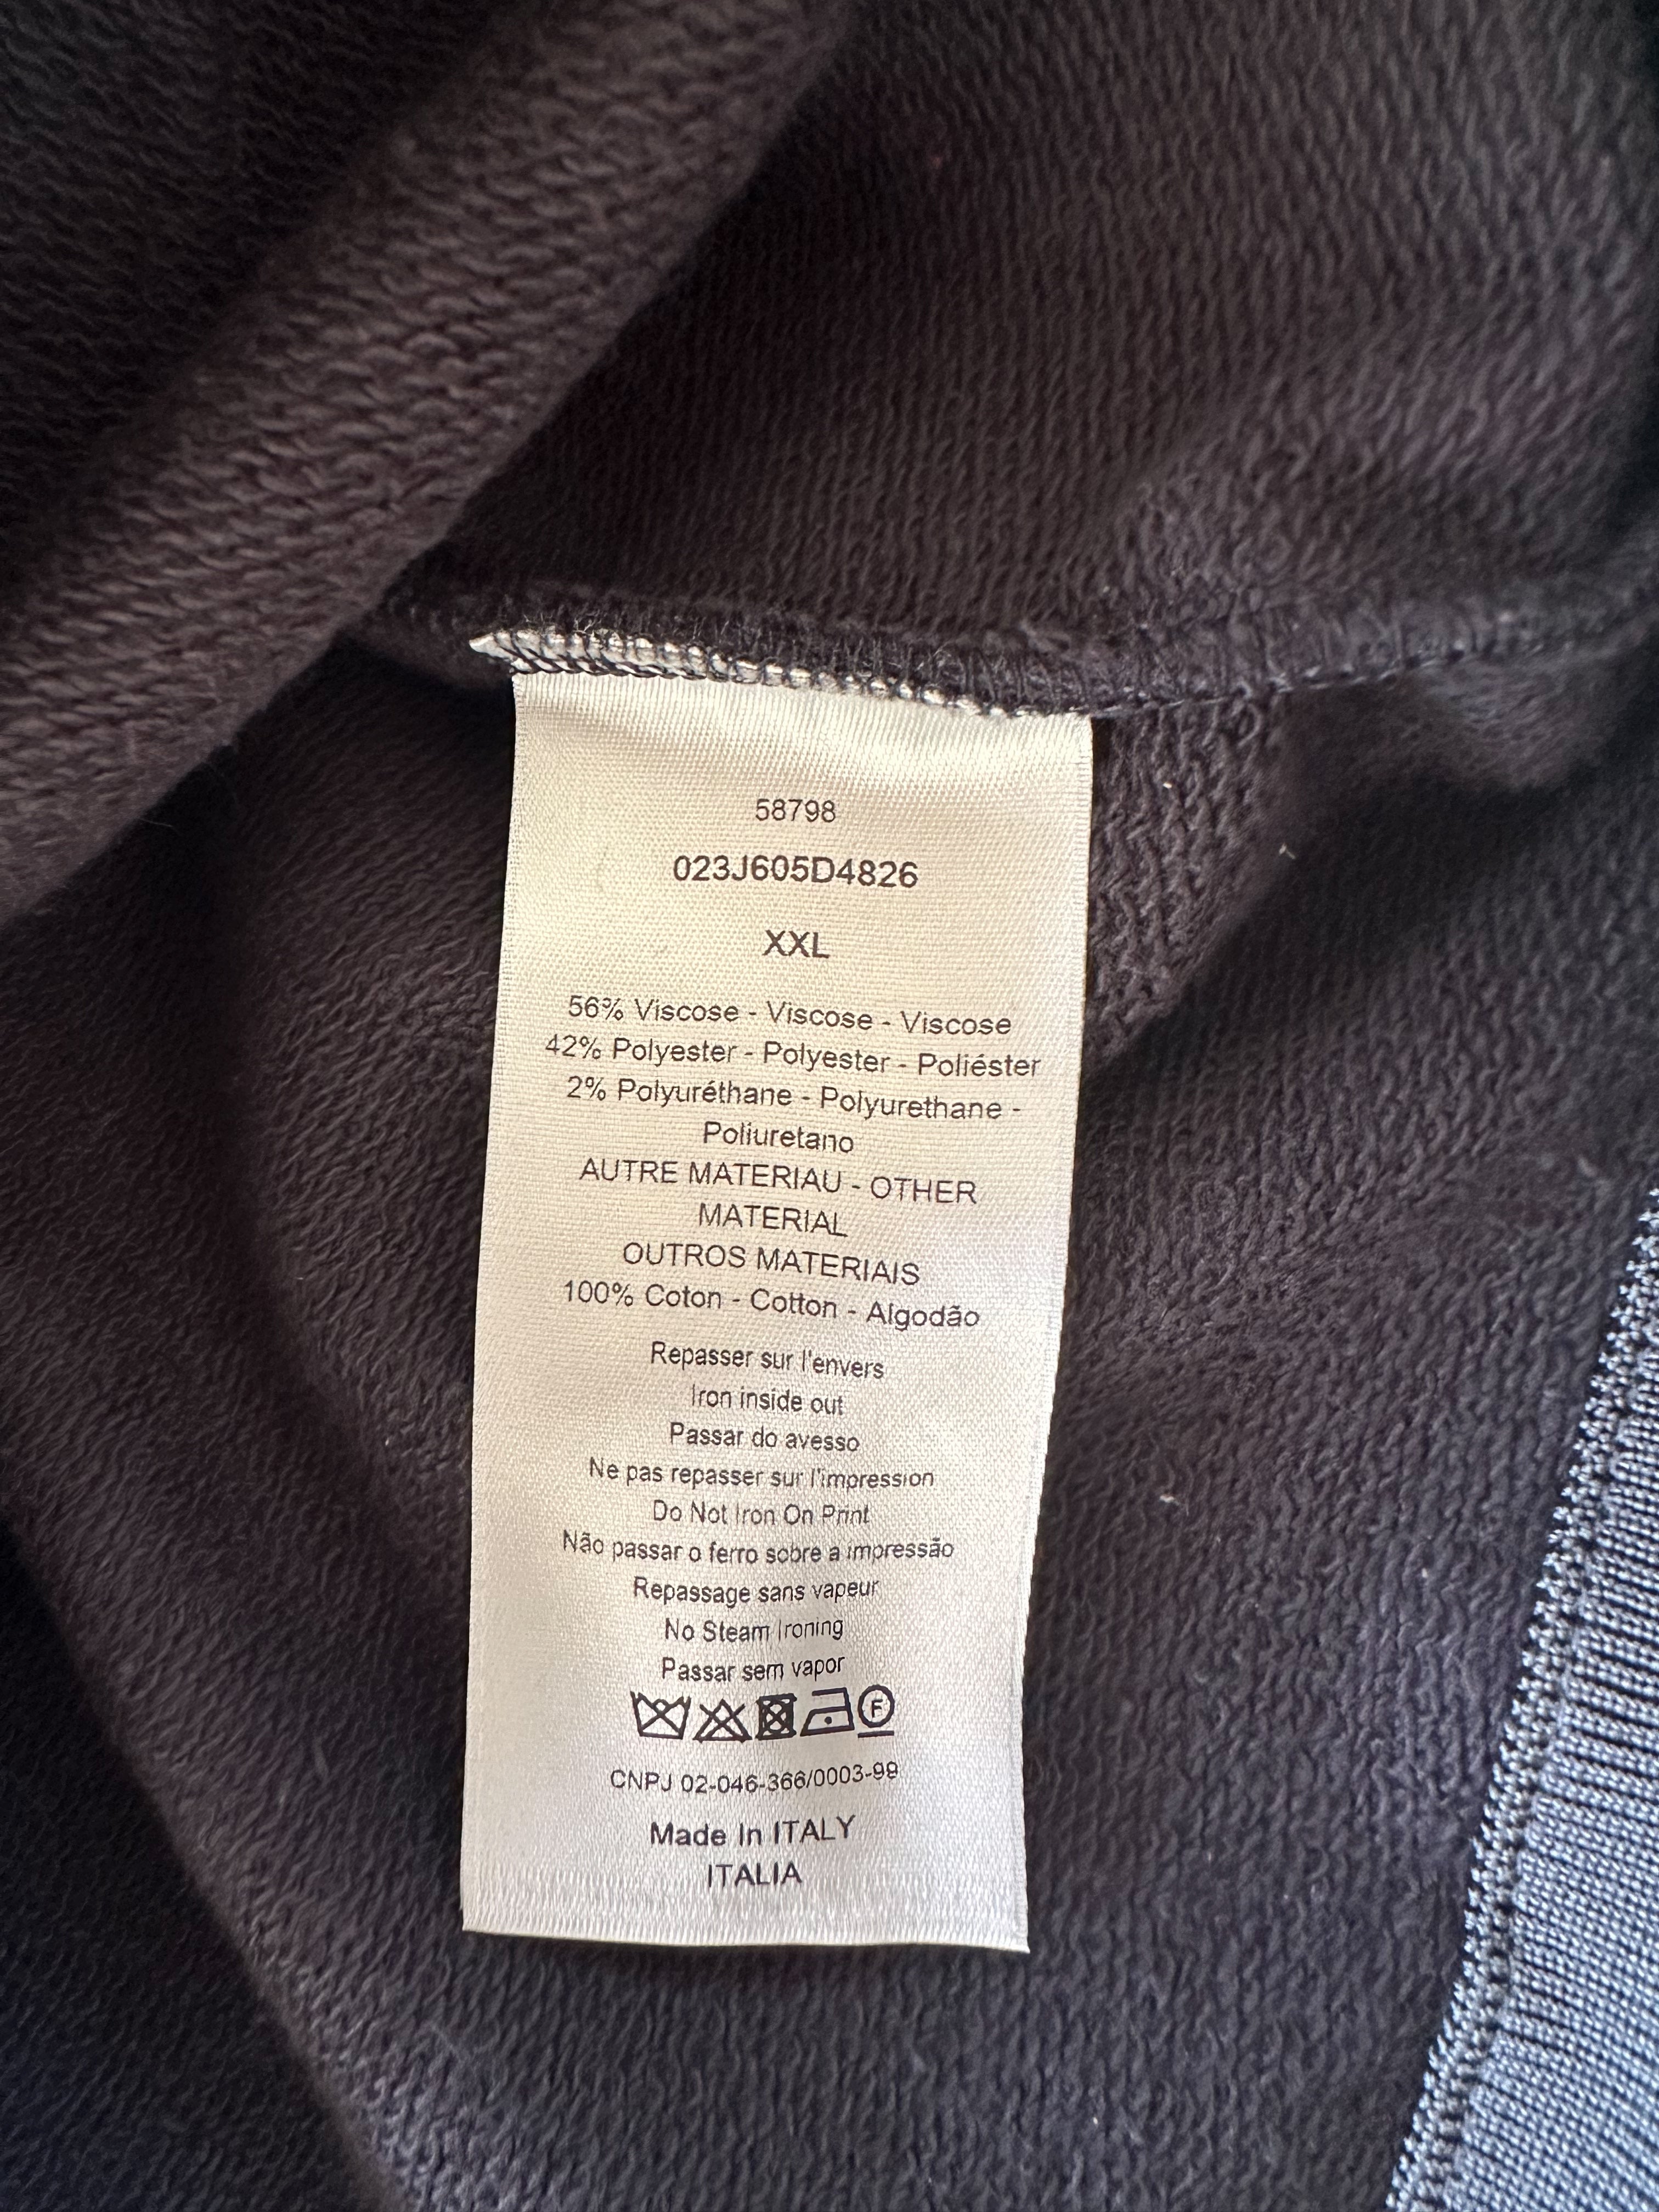 58798
023J605D4826
XXL
56% Viscose - Viscose - Viscose
42% Polyester - Polyester - Poliéster
2% Polyuréthane - Polyurethane -
Poliuretano
AUTRE MATERIAU - OTHER
MATERIAL
OUTROS MATERIAIS
100% Coton - Cotton - Algodão
Repasser sur l'envers
Iron inside out
Passar do avesso
Ne pas repasser sur l'impression
Do Not Iron On Print
Não passar o ferro sobre a impressão
Repassage sans vapeur
No Steam Ironing
Passar sem vapor
F
CNPJ 02-046-366/0003-99
Made In ITALY
ITALIA